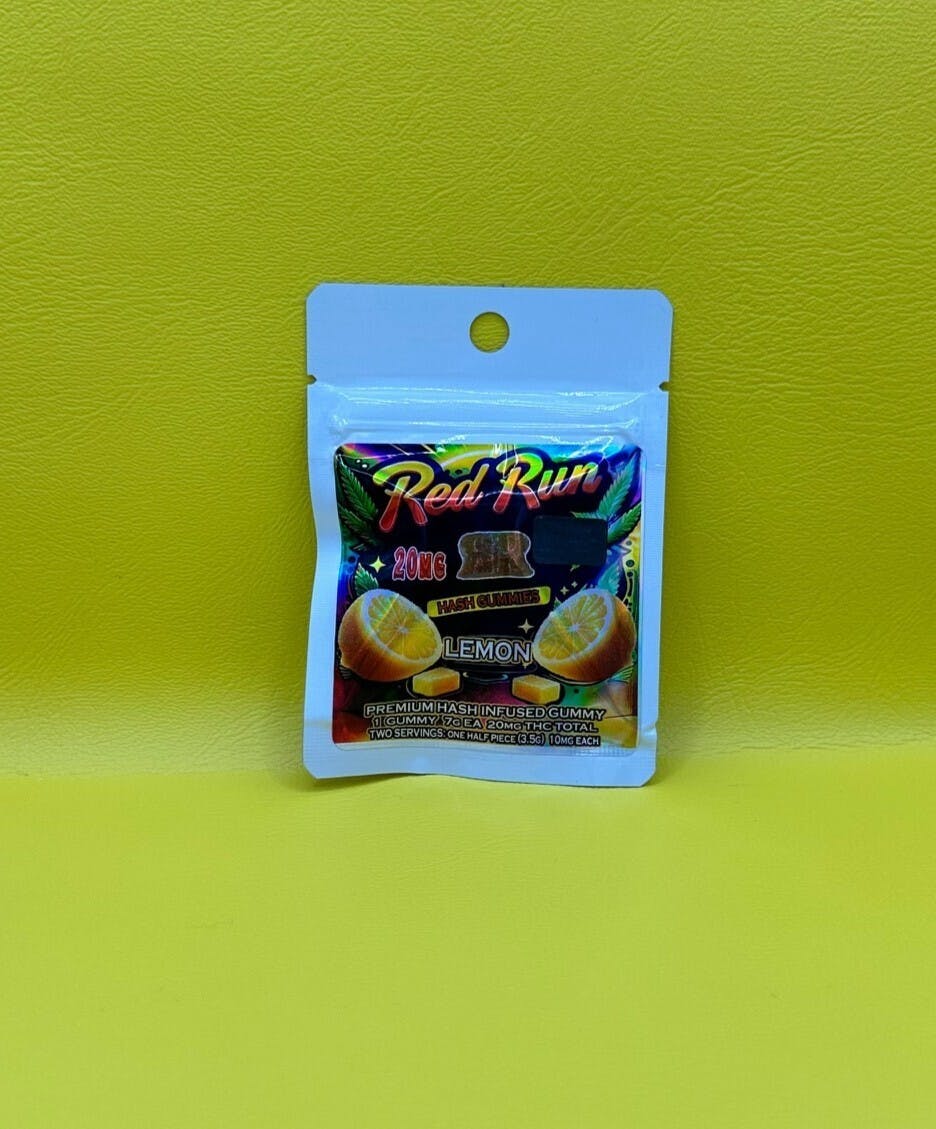 Red Run
20MG
HASH GUMMIES
LEMON
PREMIUM HASH INFUSED GUMMY
1 GUMMY 7G EA 20MG THC TOTAL
TWO SERVINGS: ONE HALF PIECE (3.5G) 10MG EACH